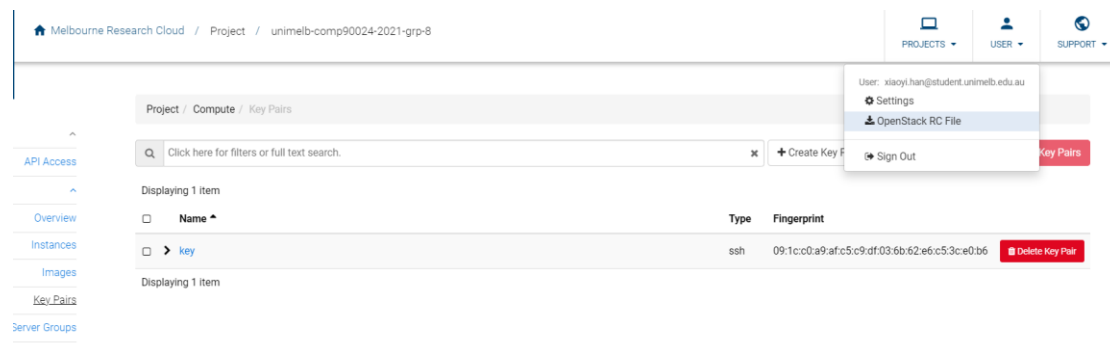 Melbourne Research Cloud / Project / unimelb-comp90024-2021-grp-8
PROJECTS
USER
SUPPORT
User: xiaoyi.han@student.unimelb.edu.au
Settings
OpenStack RC File
Sign Out
Project / Compute / Key Pairs
API Access
Overview
Instances
Images
Key Pairs
Server Groups
Click here for filters or full text search.
Create Key P
Key Pairs
Displaying 1 item
Name Type Fingerprint
key ssh 09:1c:c0:a9:af:c5:c9:df:03:6b:62:e6:c5:3c:e0:b6 Delete Key Pair
Displaying 1 item